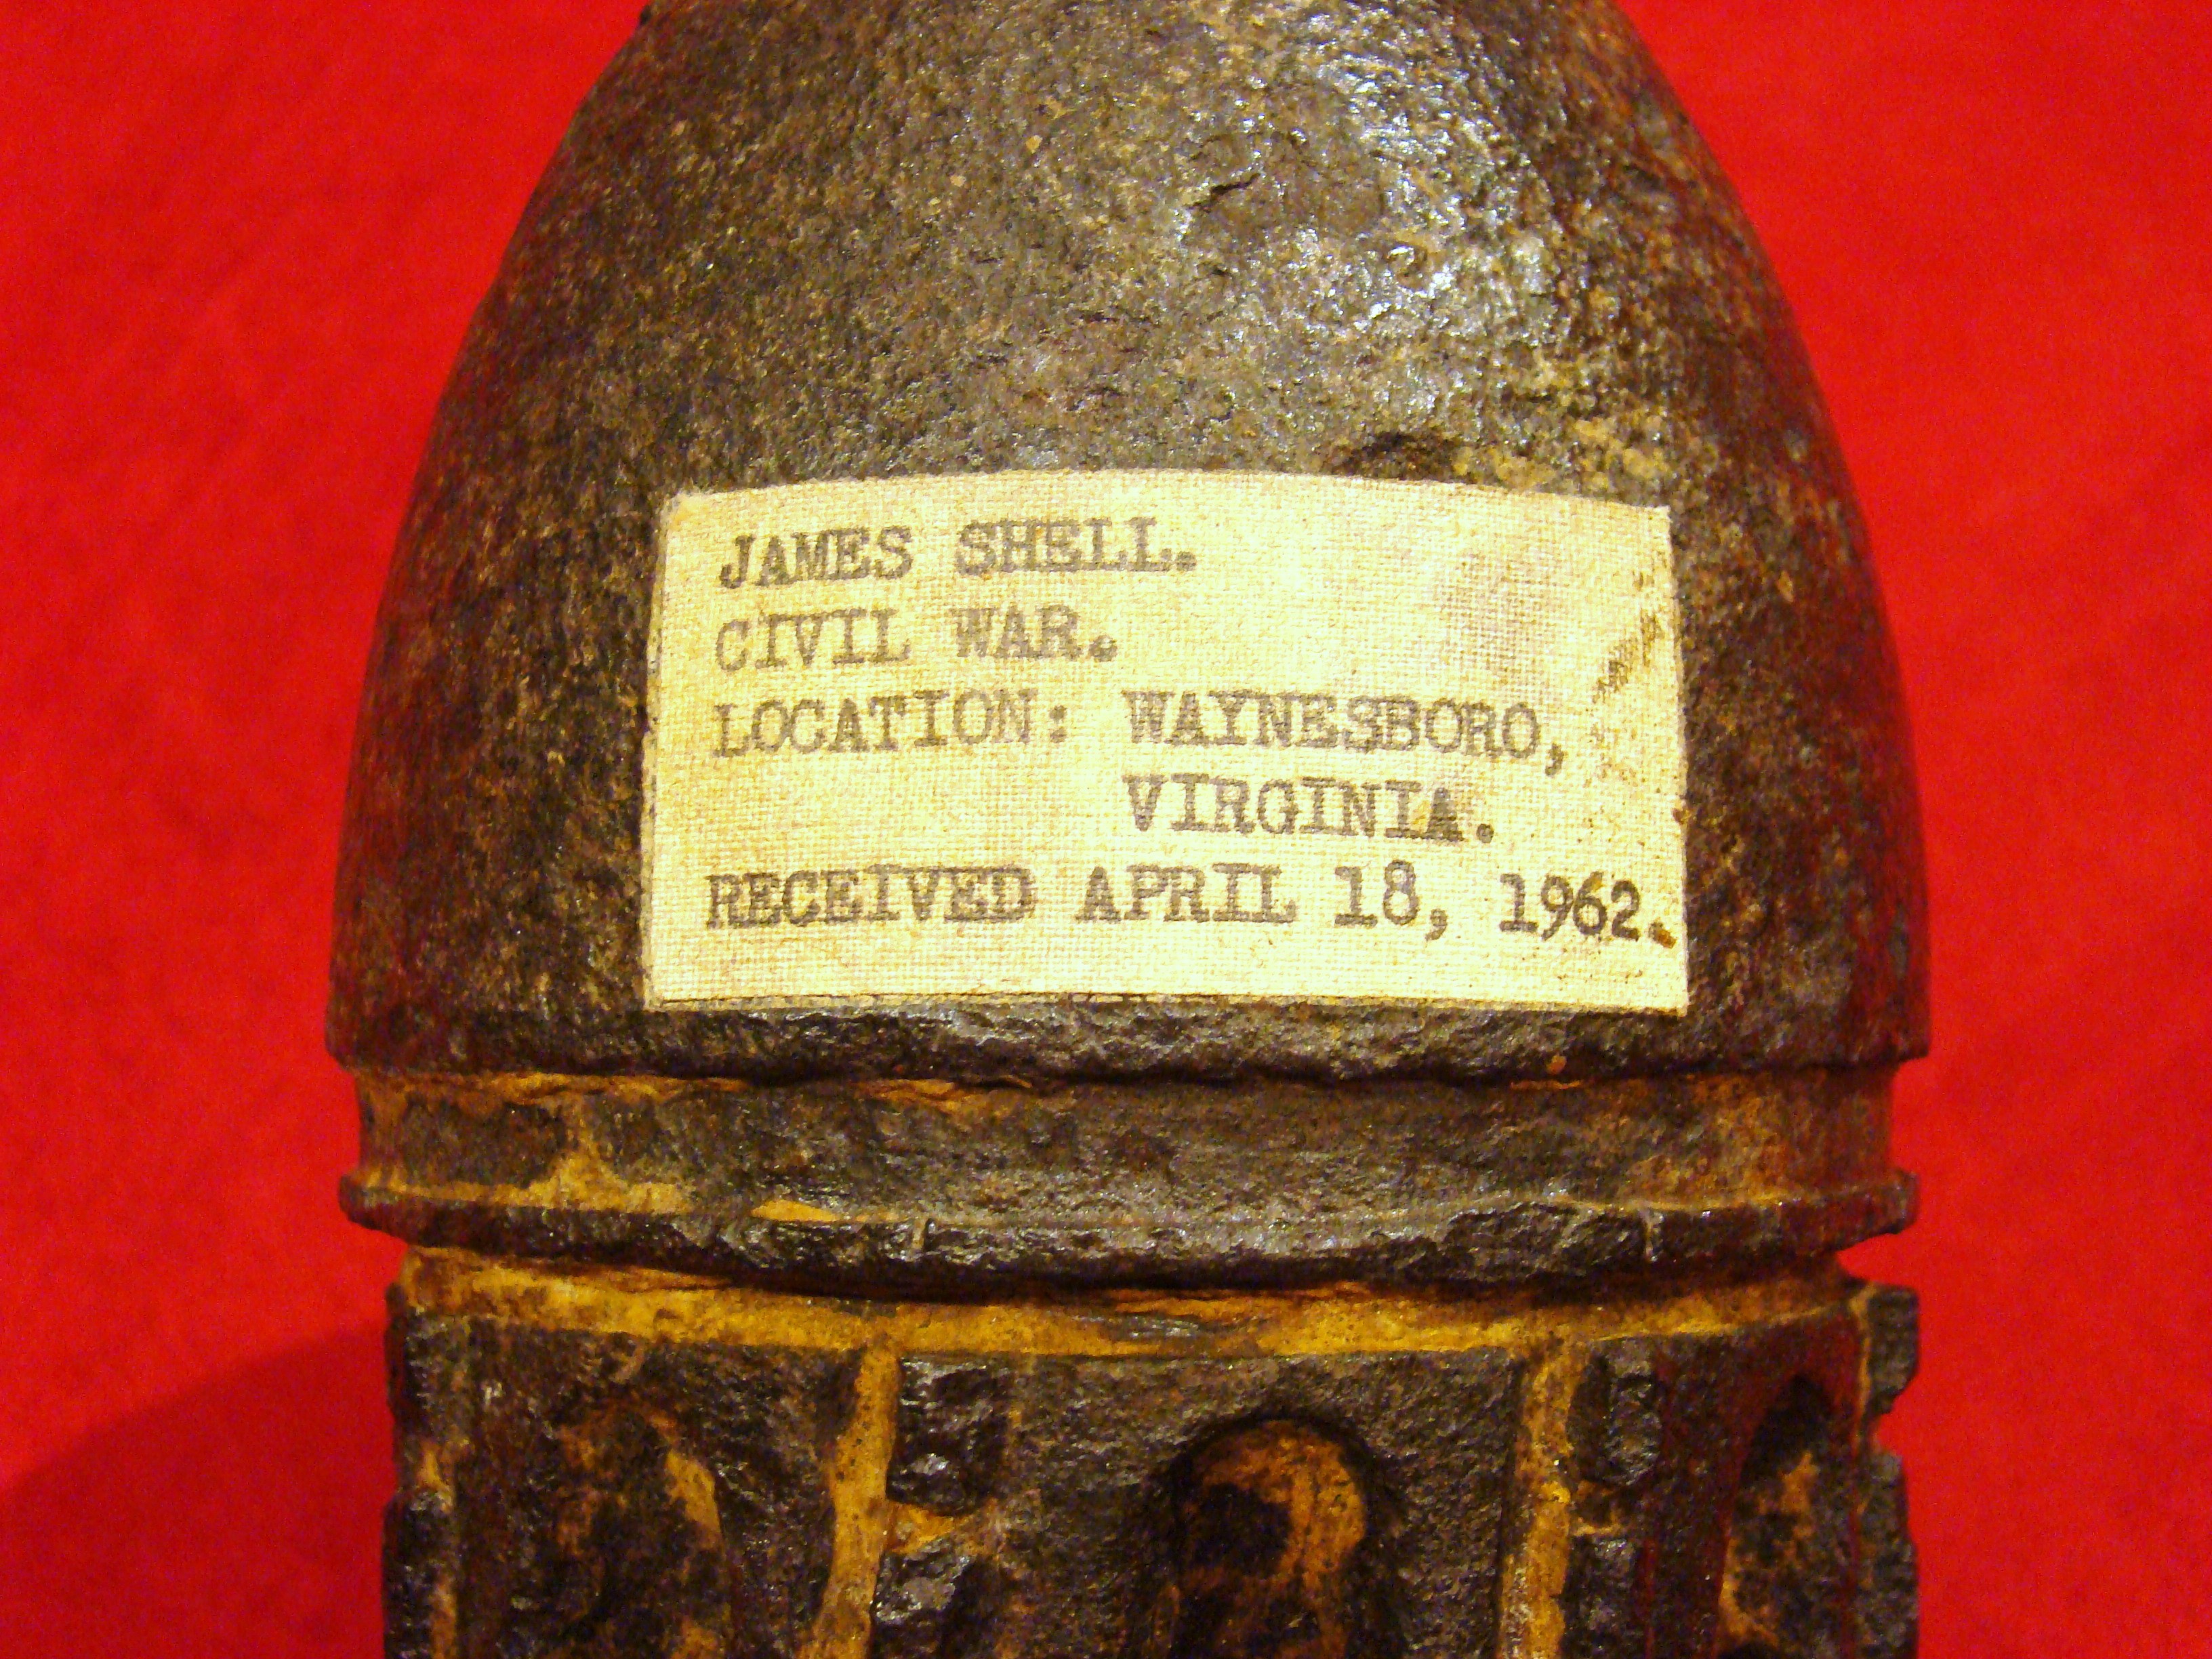 JAMES SHELL.
CIVIL WAR.
LOCATION: WAYNESBORO,
VIRGINIA.
RECEIVED APRIL 18, 1962.